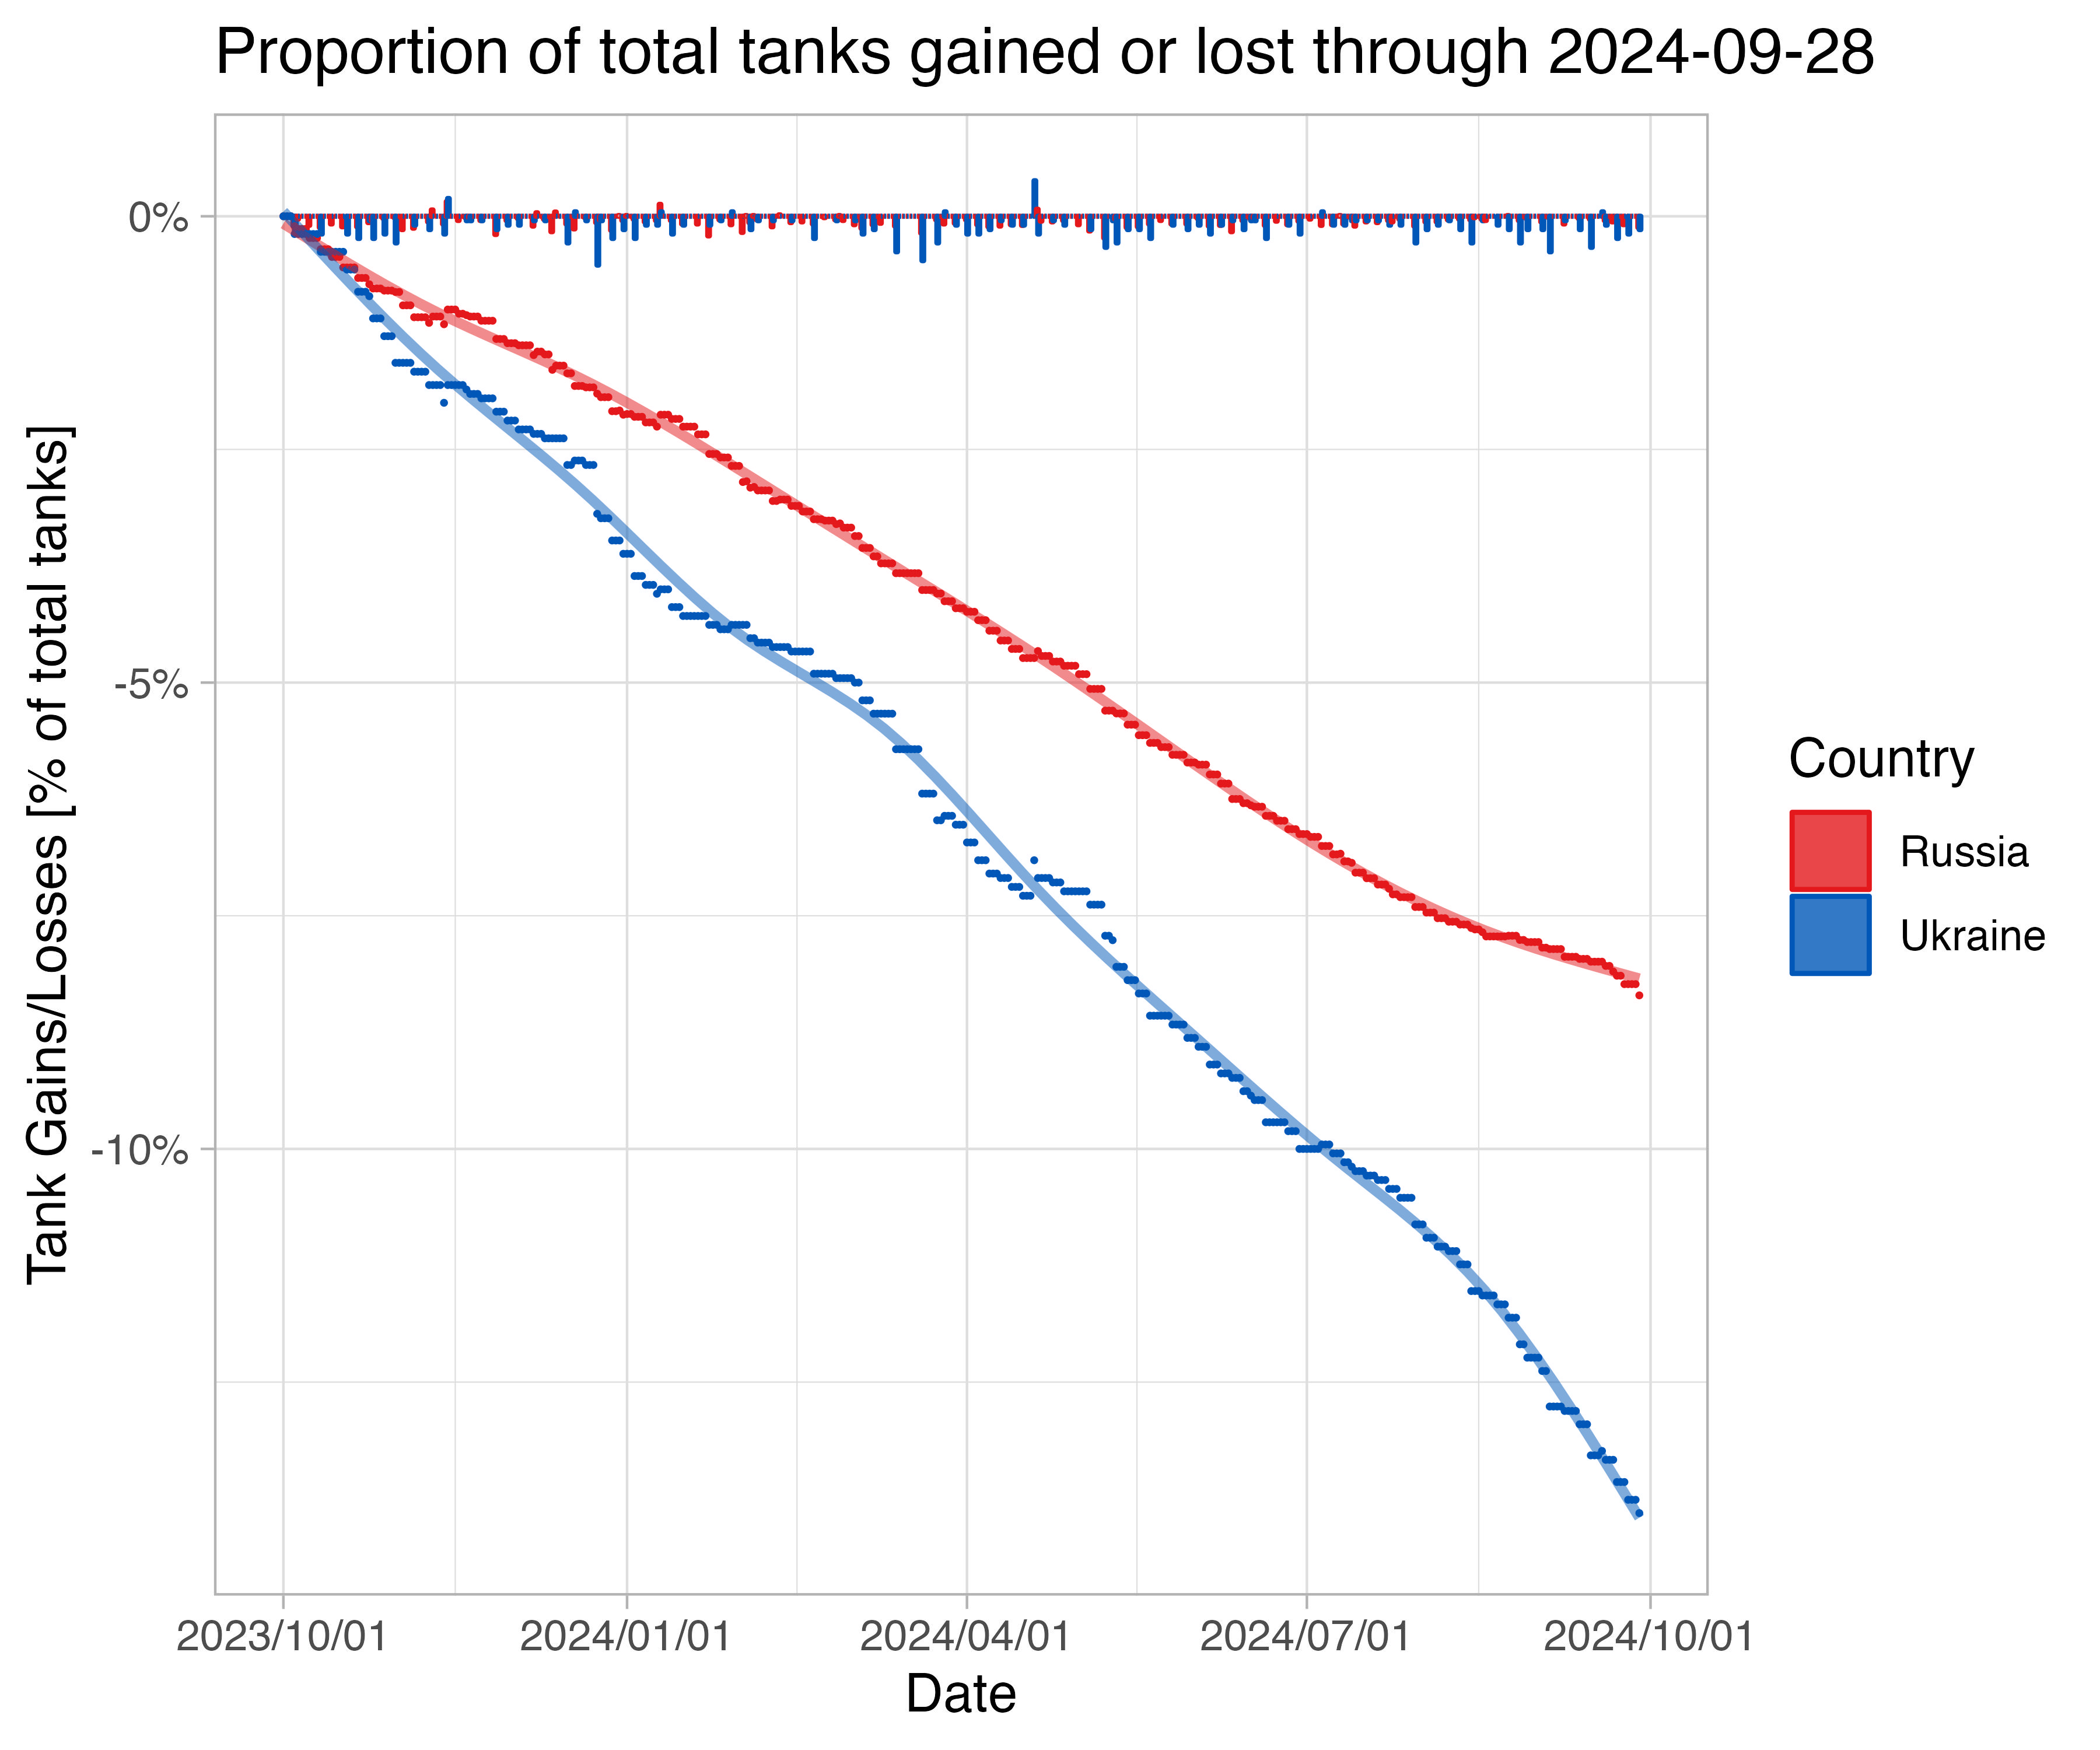 Proportion of total tanks gained or lost through 2024-09-28
Tank Gains/Losses [% of total tanks]
0%
-5%
-10%
2023/10/01
2024/01/01
2024/04/01
2024/07/01
2024/10/01
Date
Country
Russia
Ukraine